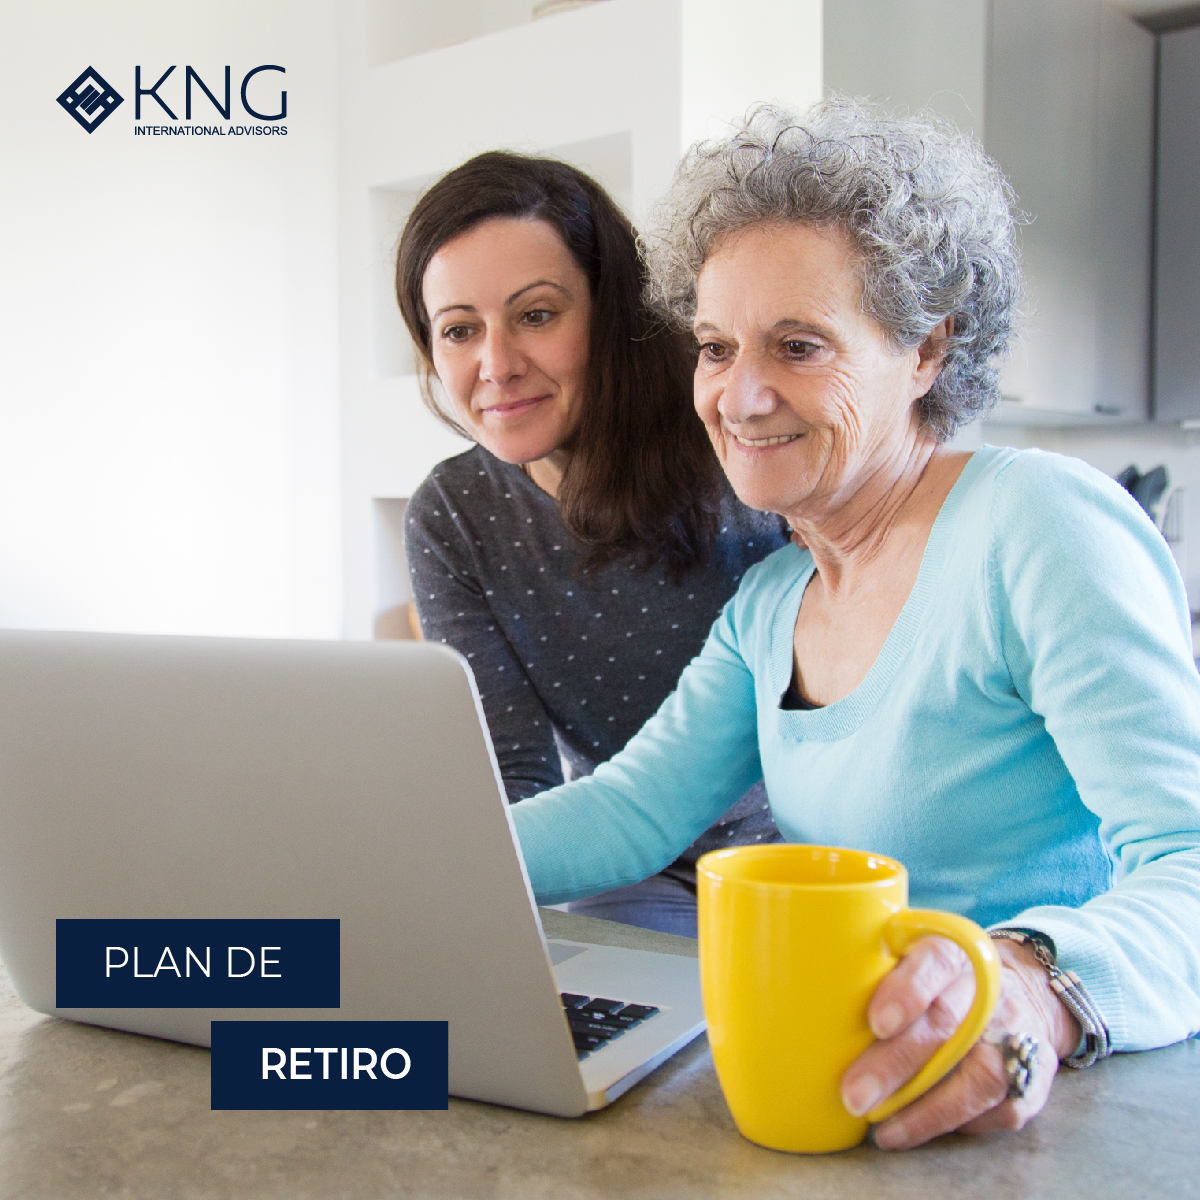 KNG
INTERNATIONAL ADVISORS
PLAN DE
RETIRO